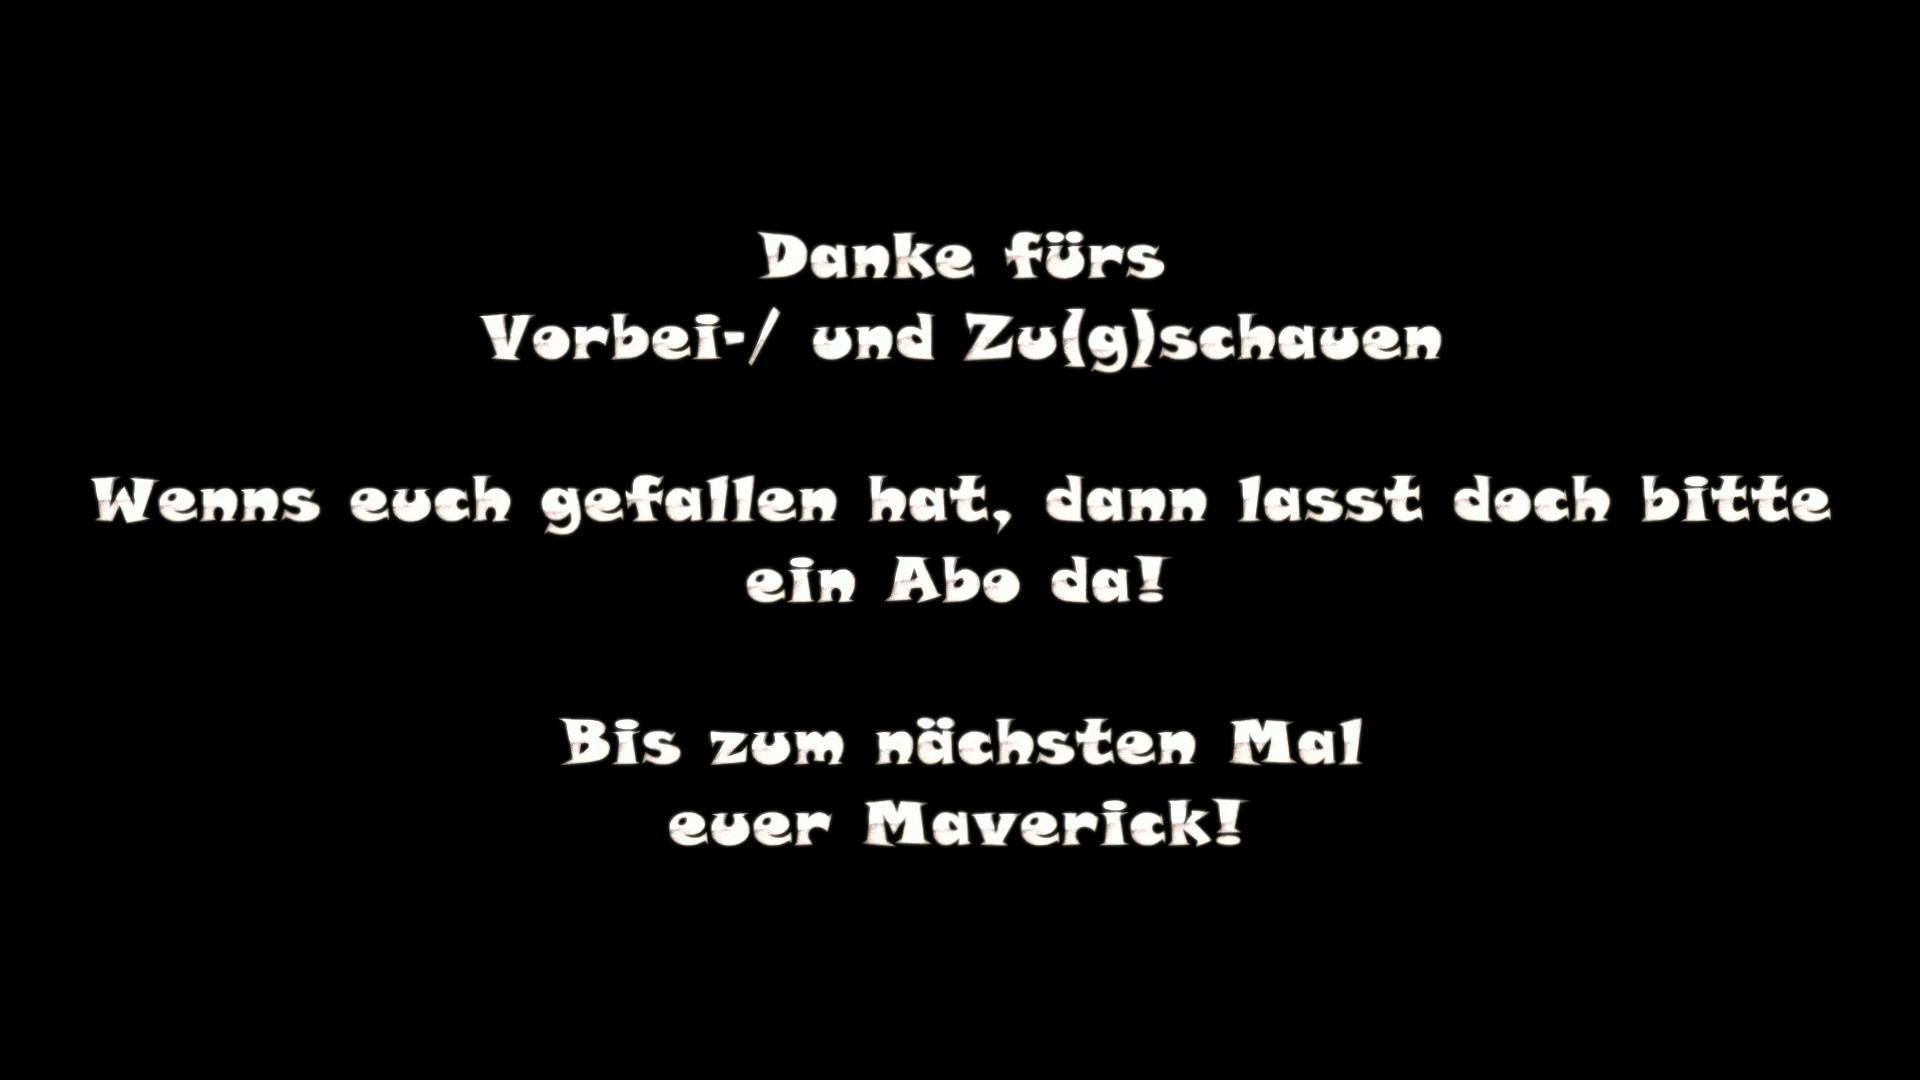 Danke fürs
Vorbei-/ und Zu(g)schauen
Wenns euch gefallen hat, dann lasst doch bitte
ein Abo da!
Bis zum nächsten Mal
euer Maverick!